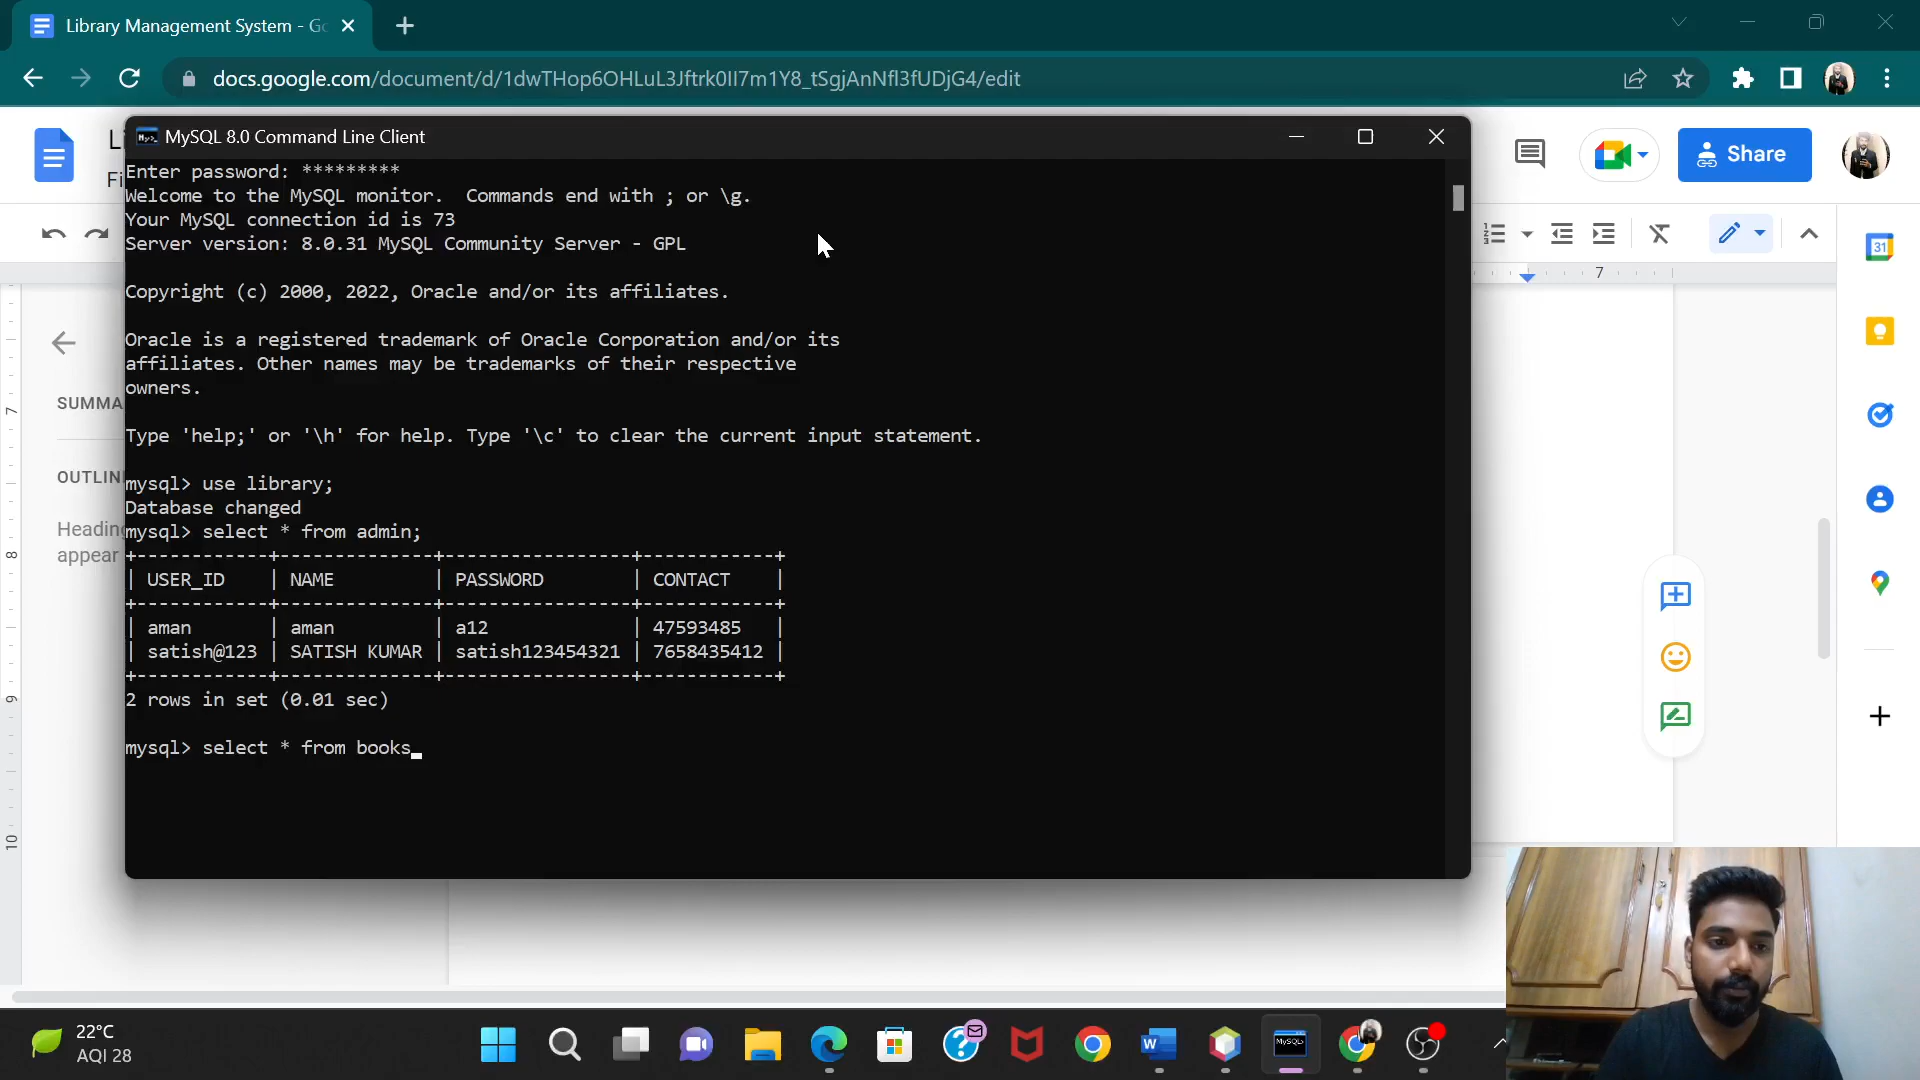 Library Management System - Go
docs.google.com/document/d/1dwTHop6OHLuL3Jftrk0II7m1Y8_tSgjAnNfl3fUDjG4/edit
MySQL 8.0 Command Line Client
Share
Enter password: *********
Welcome to the MySQL monitor.  Commands end with ; or \g.
Your MySQL connection id is 73
Server version: 8.0.31 MySQL Community Server - GPL
Copyright (c) 2000, 2022, Oracle and/or its affiliates.
Oracle is a registered trademark of Oracle Corporation and/or its
affiliates. Other names may be trademarks of their respective
owners.
Type 'help;' or '\h' for help. Type '\c' to clear the current input statement.
mysql> use library;
Database changed
mysql> select * from admin;
+------------+--------------+-----------------+------------+
| USER_ID    | NAME         | PASSWORD        | CONTACT    |
+------------+--------------+-----------------+------------+
| aman       | aman         | a12             | 47593485   |
| satish@123 | SATISH KUMAR | satish123454321 | 7658435412 |
+------------+--------------+-----------------+------------+
2 rows in set (0.01 sec)
mysql> select * from books_
SUMMA
OUTLIN
Heading
appear
7
31
7
8
9
10
22°C
AQI 28
W
MySQL